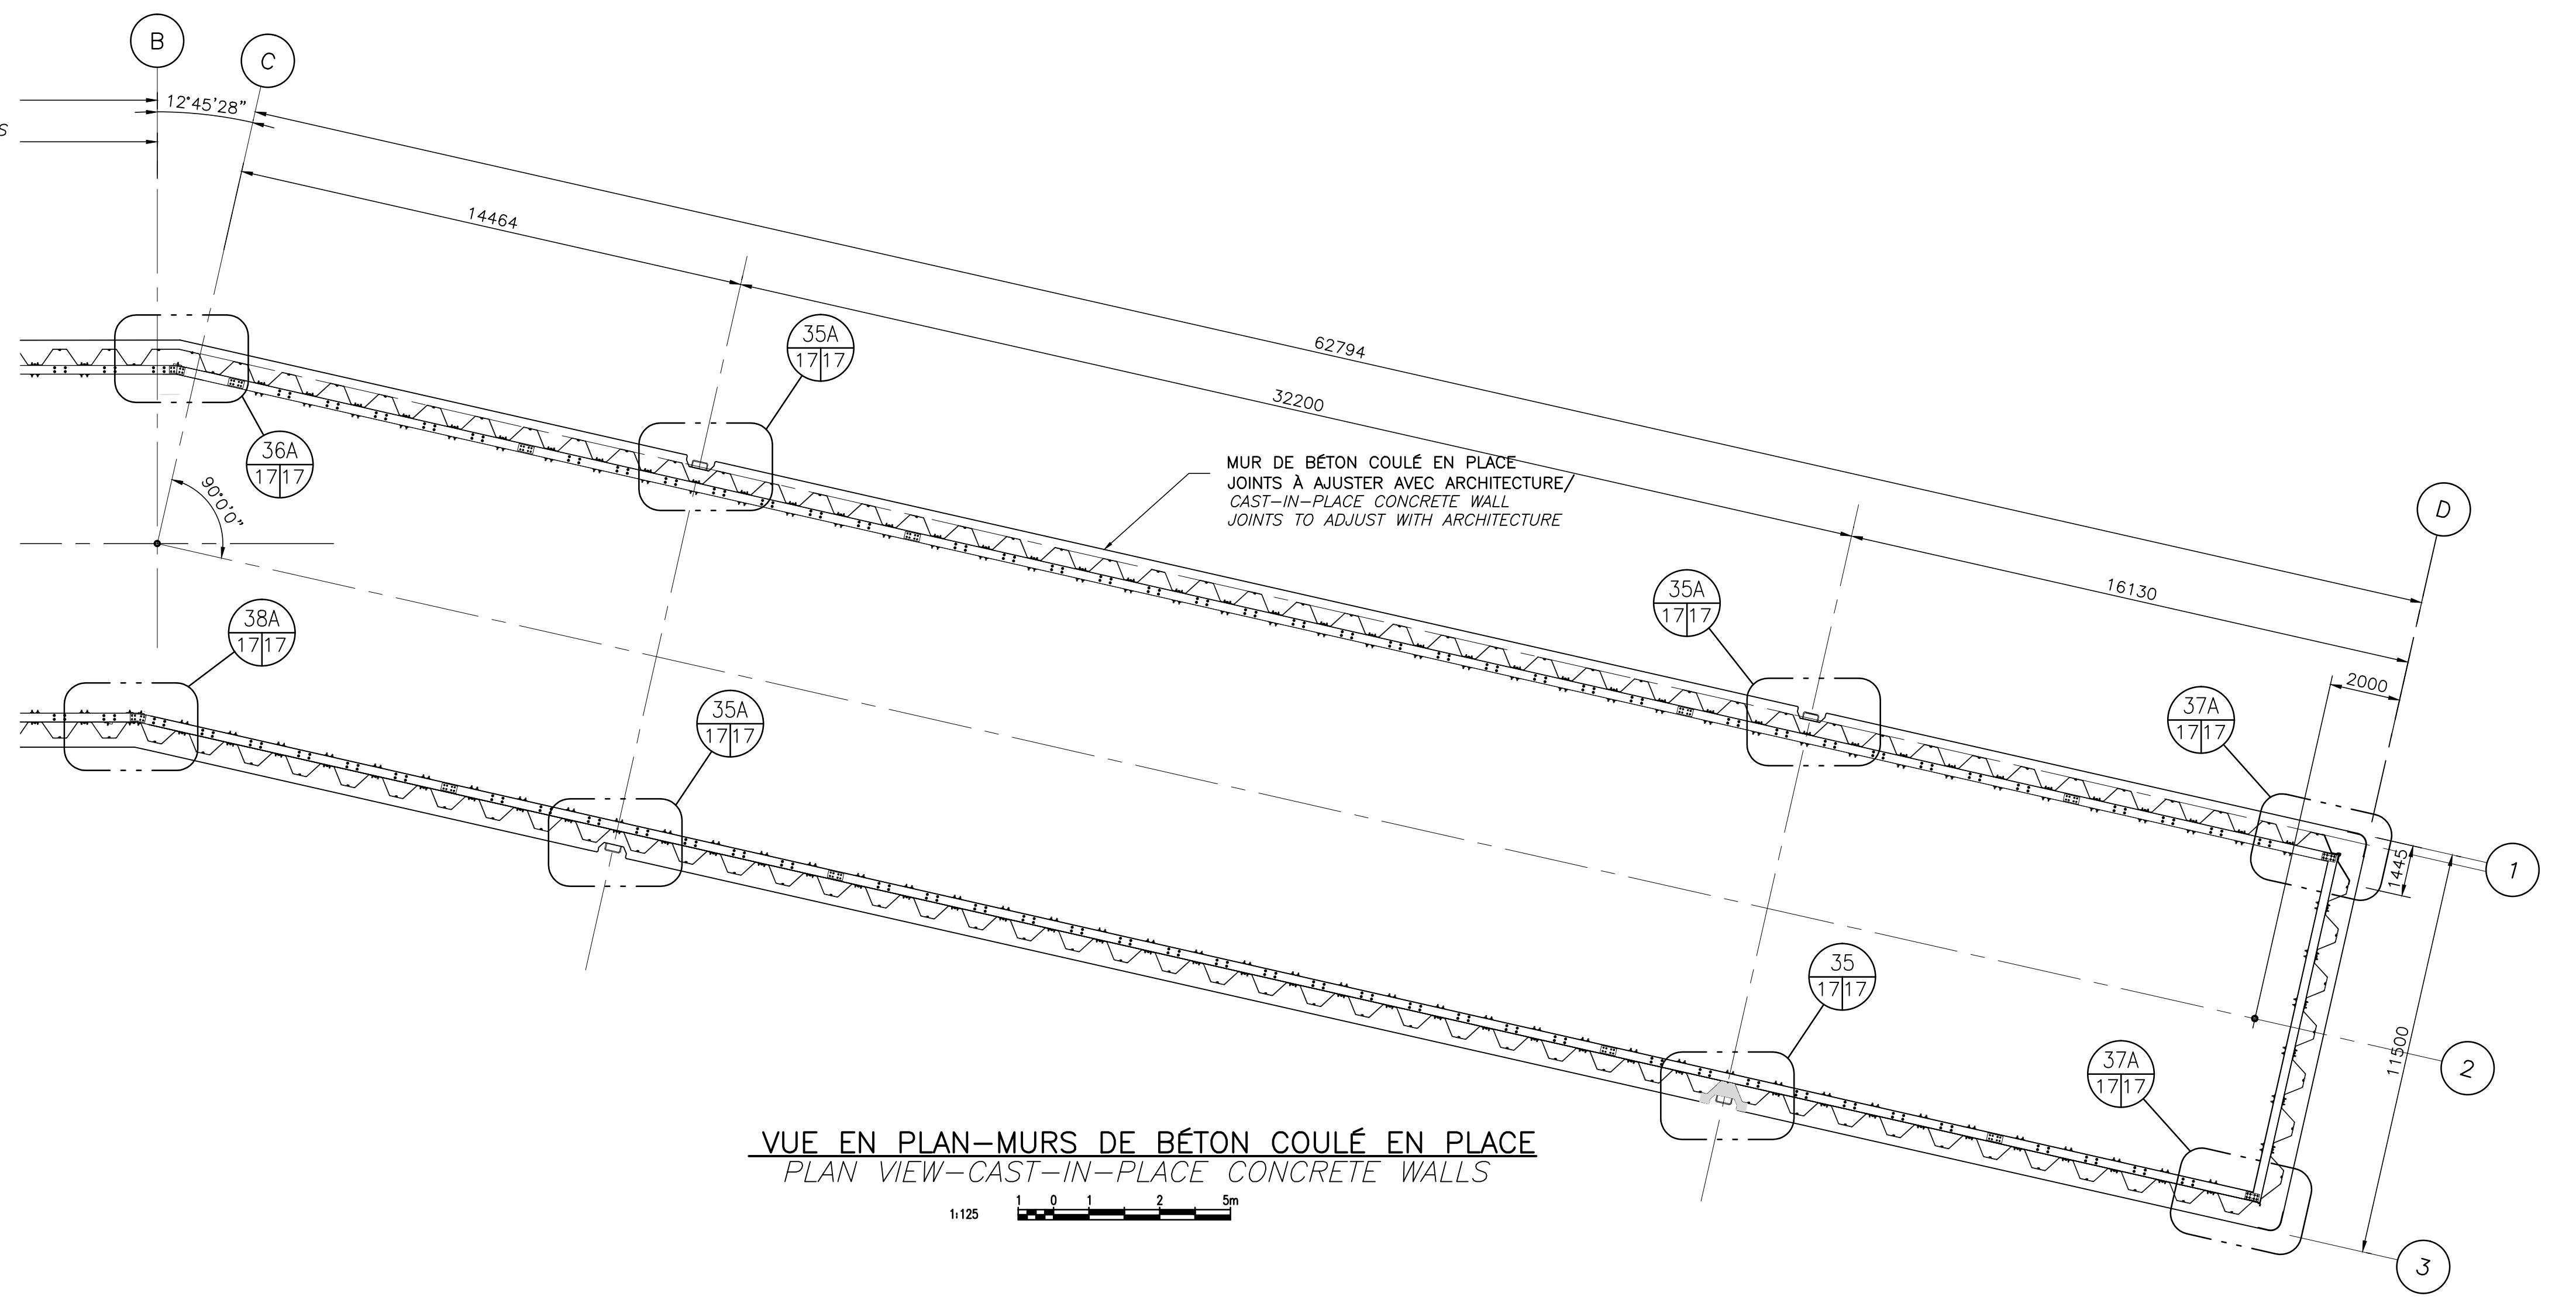 B
C
12°45'28"
S
14464
62794
35A
17 17
32200
36A
17 17
MUR DE BÉTON COULÉ EN PLACE
JOINTS À AJUSTER AVEC ARCHITECTURE/
CAST-IN-PLACE CONCRETE WALL
JOINTS TO ADJUST WITH ARCHITECTURE
90°0'0"
D
16130
35A
17 17
38A
17 17
2000
35A
17 17
37A
17 17
1445
1
35
17 17
11500
2
37A
17 17
VUE EN PLAN-MURS DE BÉTON COULÉ EN PLACE
PLAN VIEW-CAST-IN-PLACE CONCRETE WALLS
1:125
1 0 1 2 5m
3